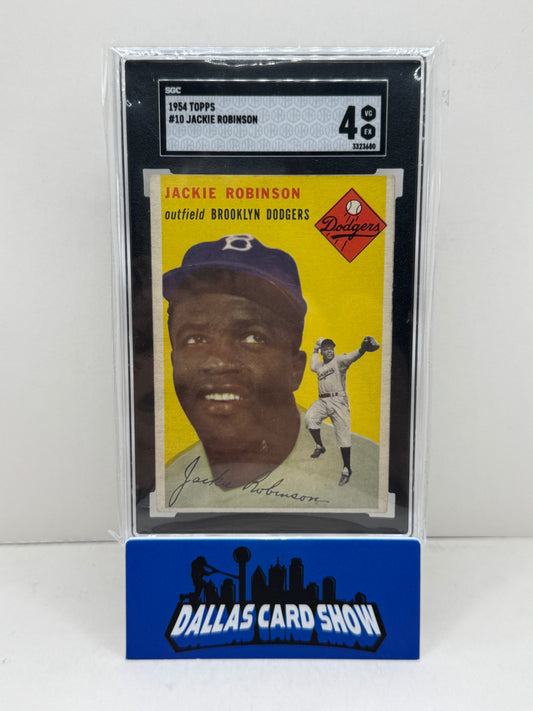 SGC
1954 TOPPS
#10 JACKIE ROBINSON
4
VG
EX
3323680
JACKIE ROBINSON
outfield BROOKLYN DODGERS
Dodgers
B
Jackie Robinson
DALLAS CARD SHOW